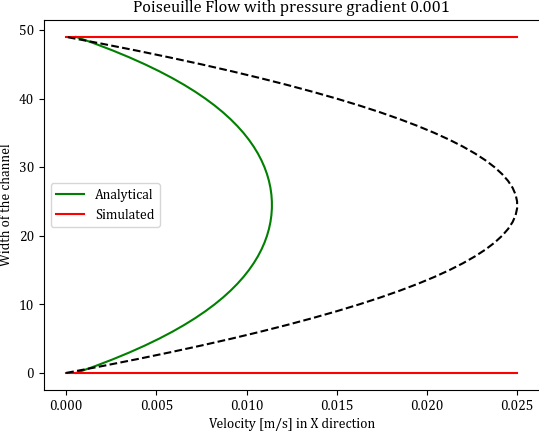 Poiseuille Flow with pressure gradient 0.001
50
40
30
20
10
0
Width of the channel
Analytical
Simulated
0.000 0.005 0.010 0.015 0.020 0.025
Velocity [m/s] in X direction